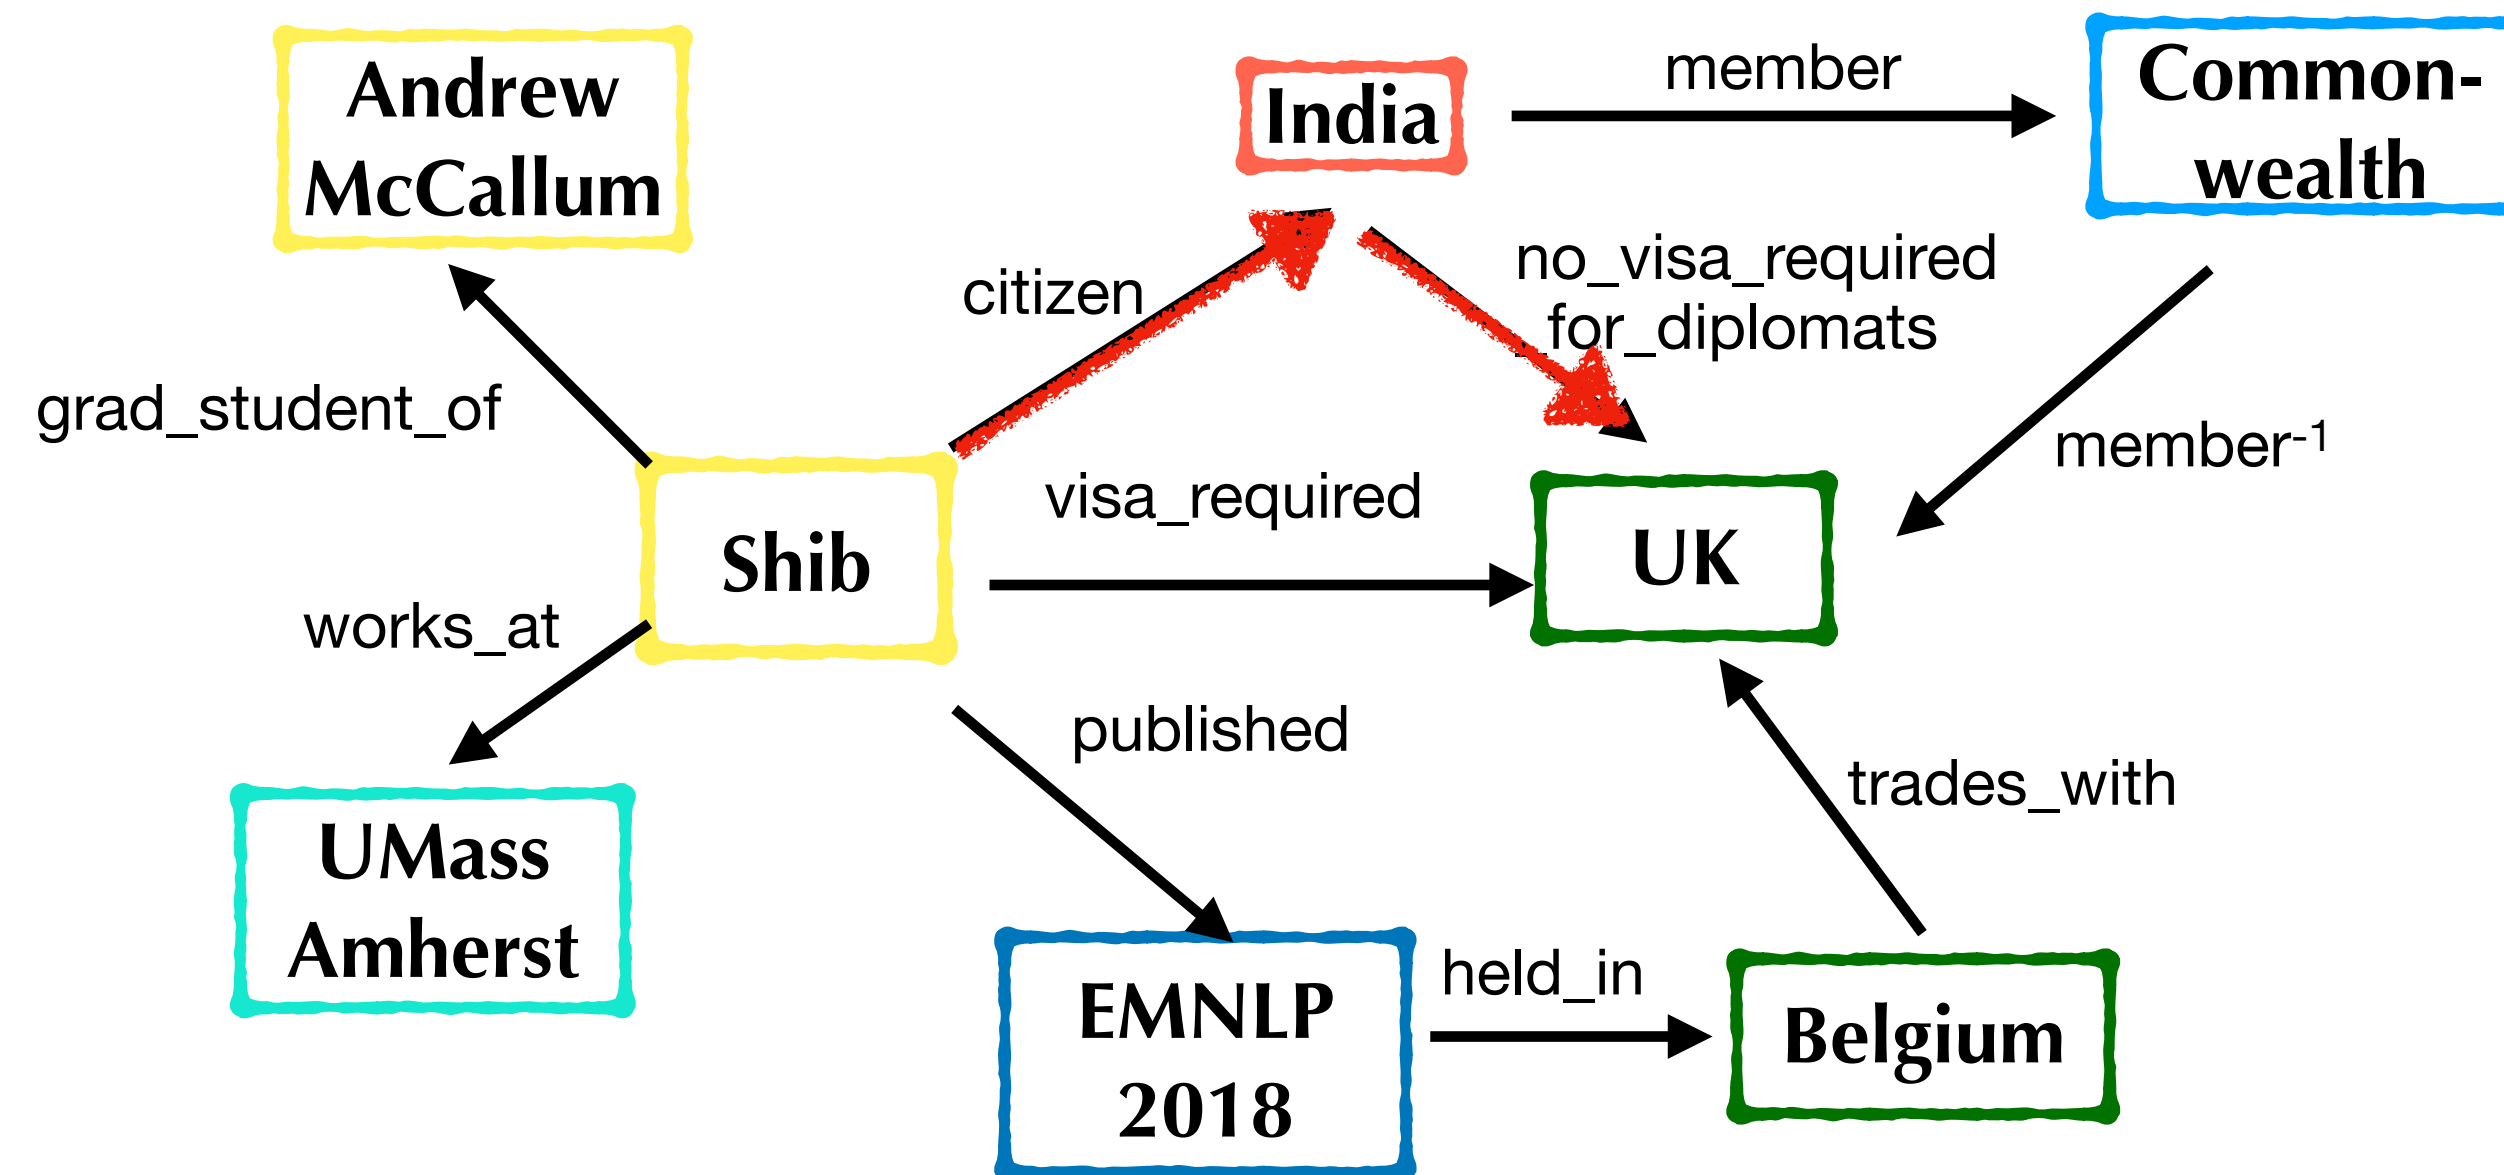 Andrew
McCallum
India
member
Common-
wealth
citizen
no_visa_required
_for_diplomats
grad_student_of
member-1
visa_required
Shib
UK
works_at
published
trades_with
UMass
Amherst
held_in
EMNLP
2018
Belgium